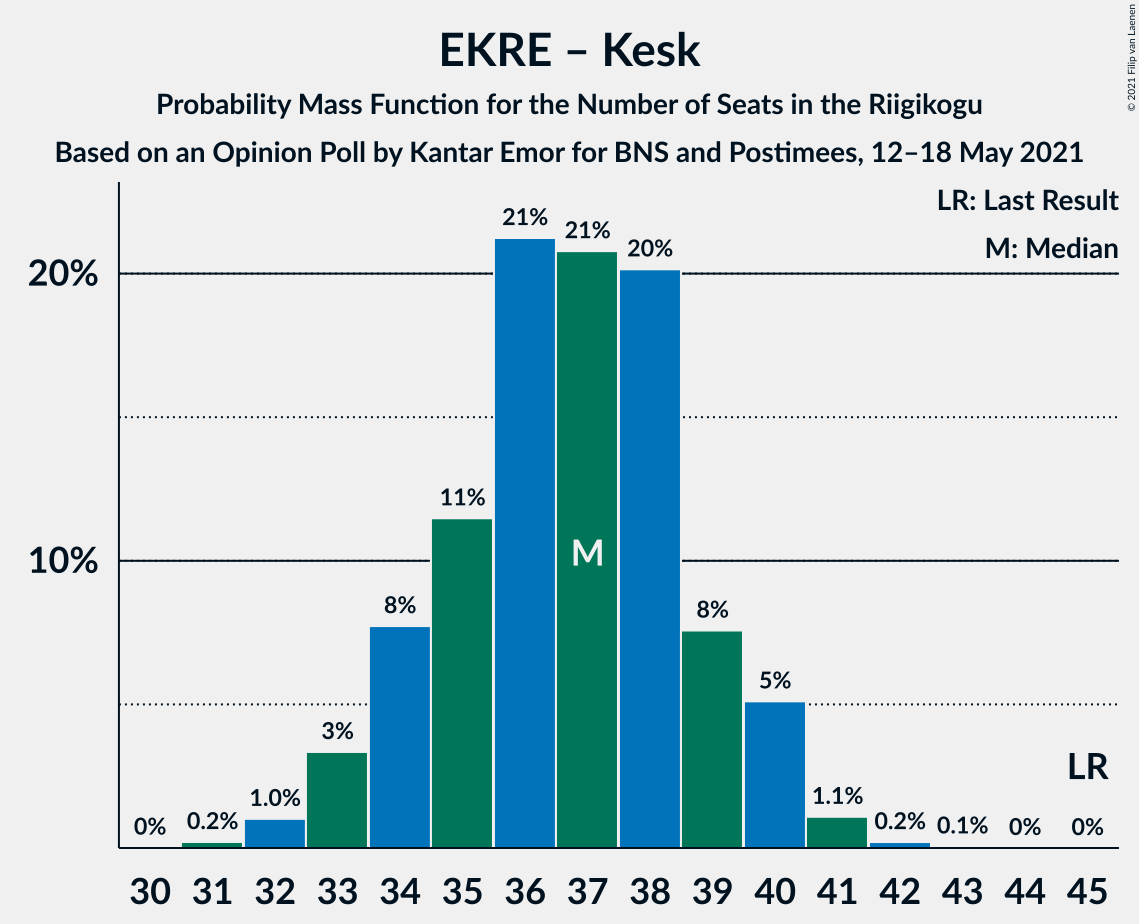 EKRE – Kesk
Probability Mass Function for the Number of Seats in the Riigikogu
Based on an Opinion Poll by Kantar Emor for BNS and Postimees, 12–18 May 2021
© 2021 Filip van Laenen
LR: Last Result
M: Median
20%
10%
0%
0.2%
1.0%
3%
8%
11%
21%
21%
20%
8%
5%
1.1%
0.2%
0.1%
0%
0%
M
LR
30 31 32 33 34 35 36 37 38 39 40 41 42 43 44 45